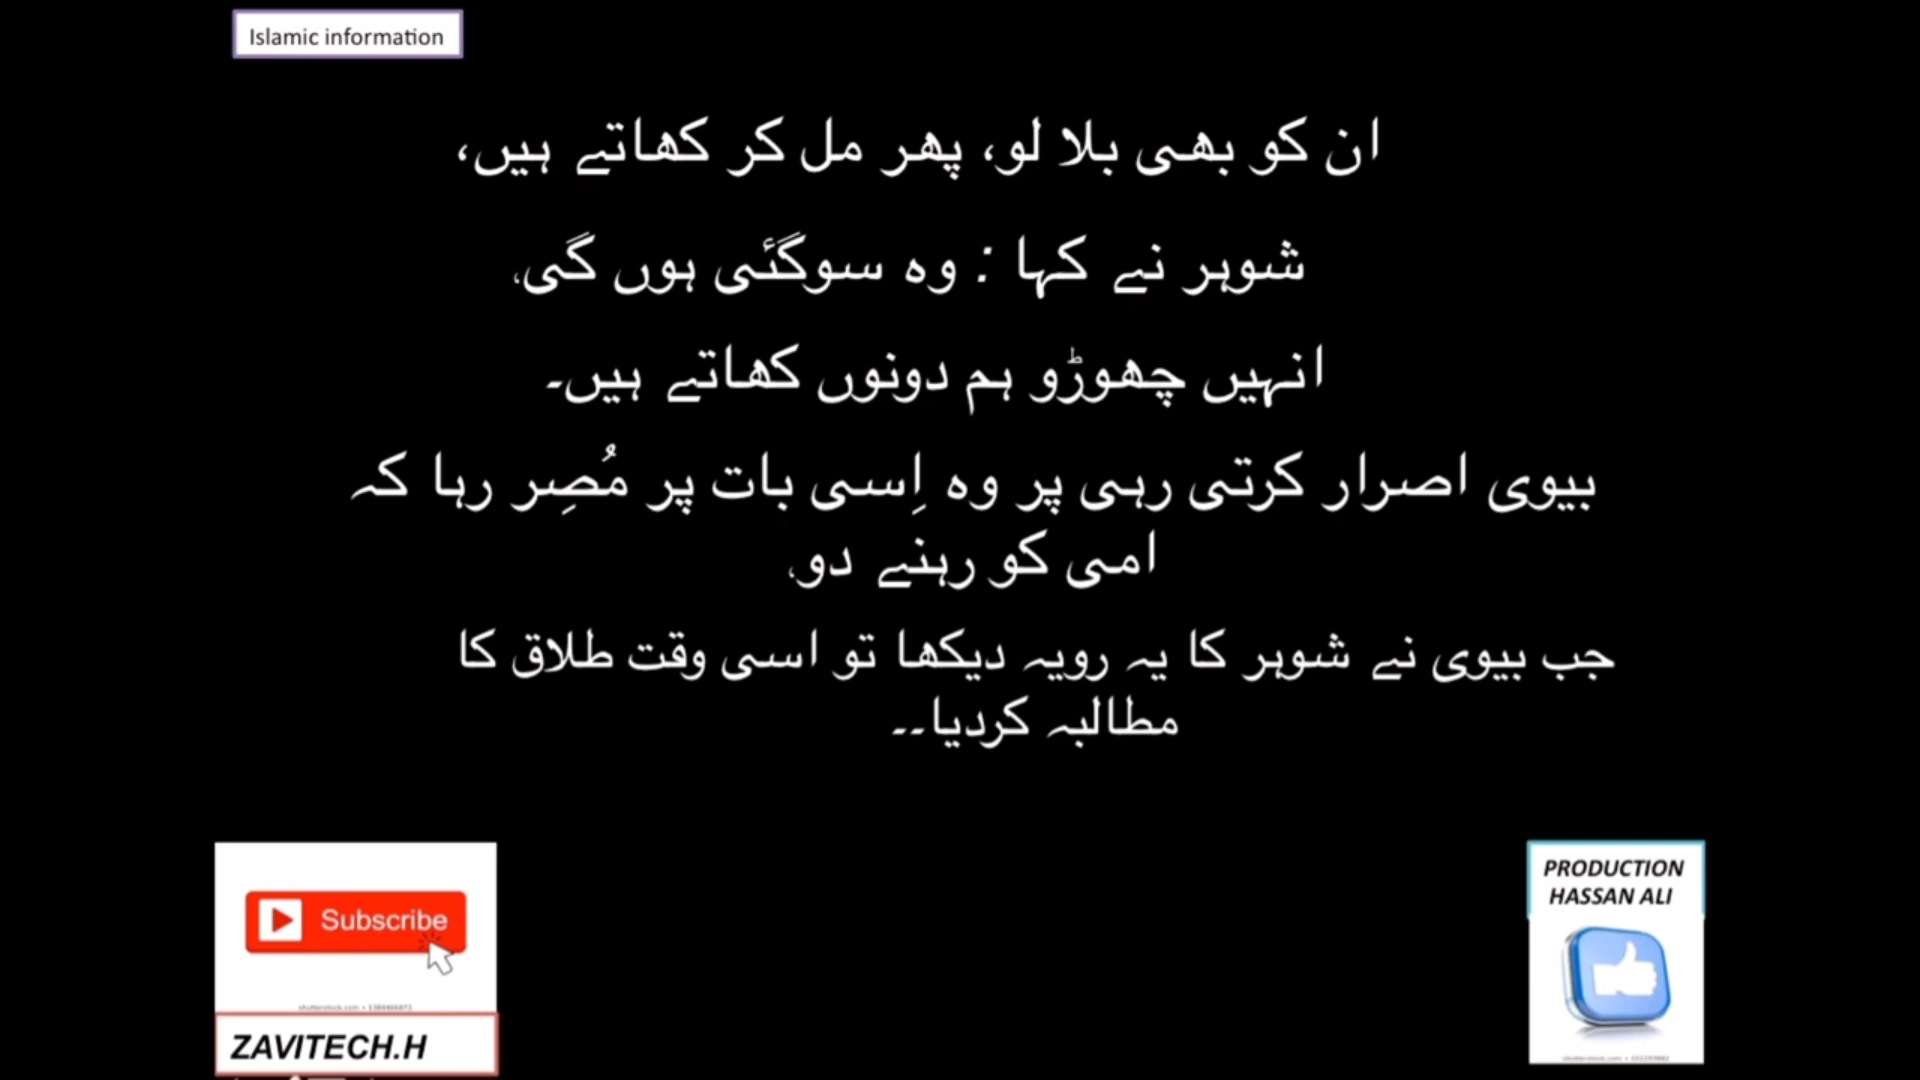 Islamic information
ان کو بھی بلا لو، پھر مل کر کھاتے ہیں،
شوہر نے کہا : وہ سوگئی ہوں گی،
انہیں چھوڑو ہم دونوں کھاتے ہیں۔
بیوی اصرار کرتی رہی پر وہ اِسی بات پر مُصِر رہا کہ
امی کو رہنے دو،
جب بیوی نے شوہر کا یہ رویہ دیکھا تو اسی وقت طلاق کا
مطالبہ کردیا۔۔
Subscribe
ZAVITECH.H
PRODUCTION
HASSAN ALI